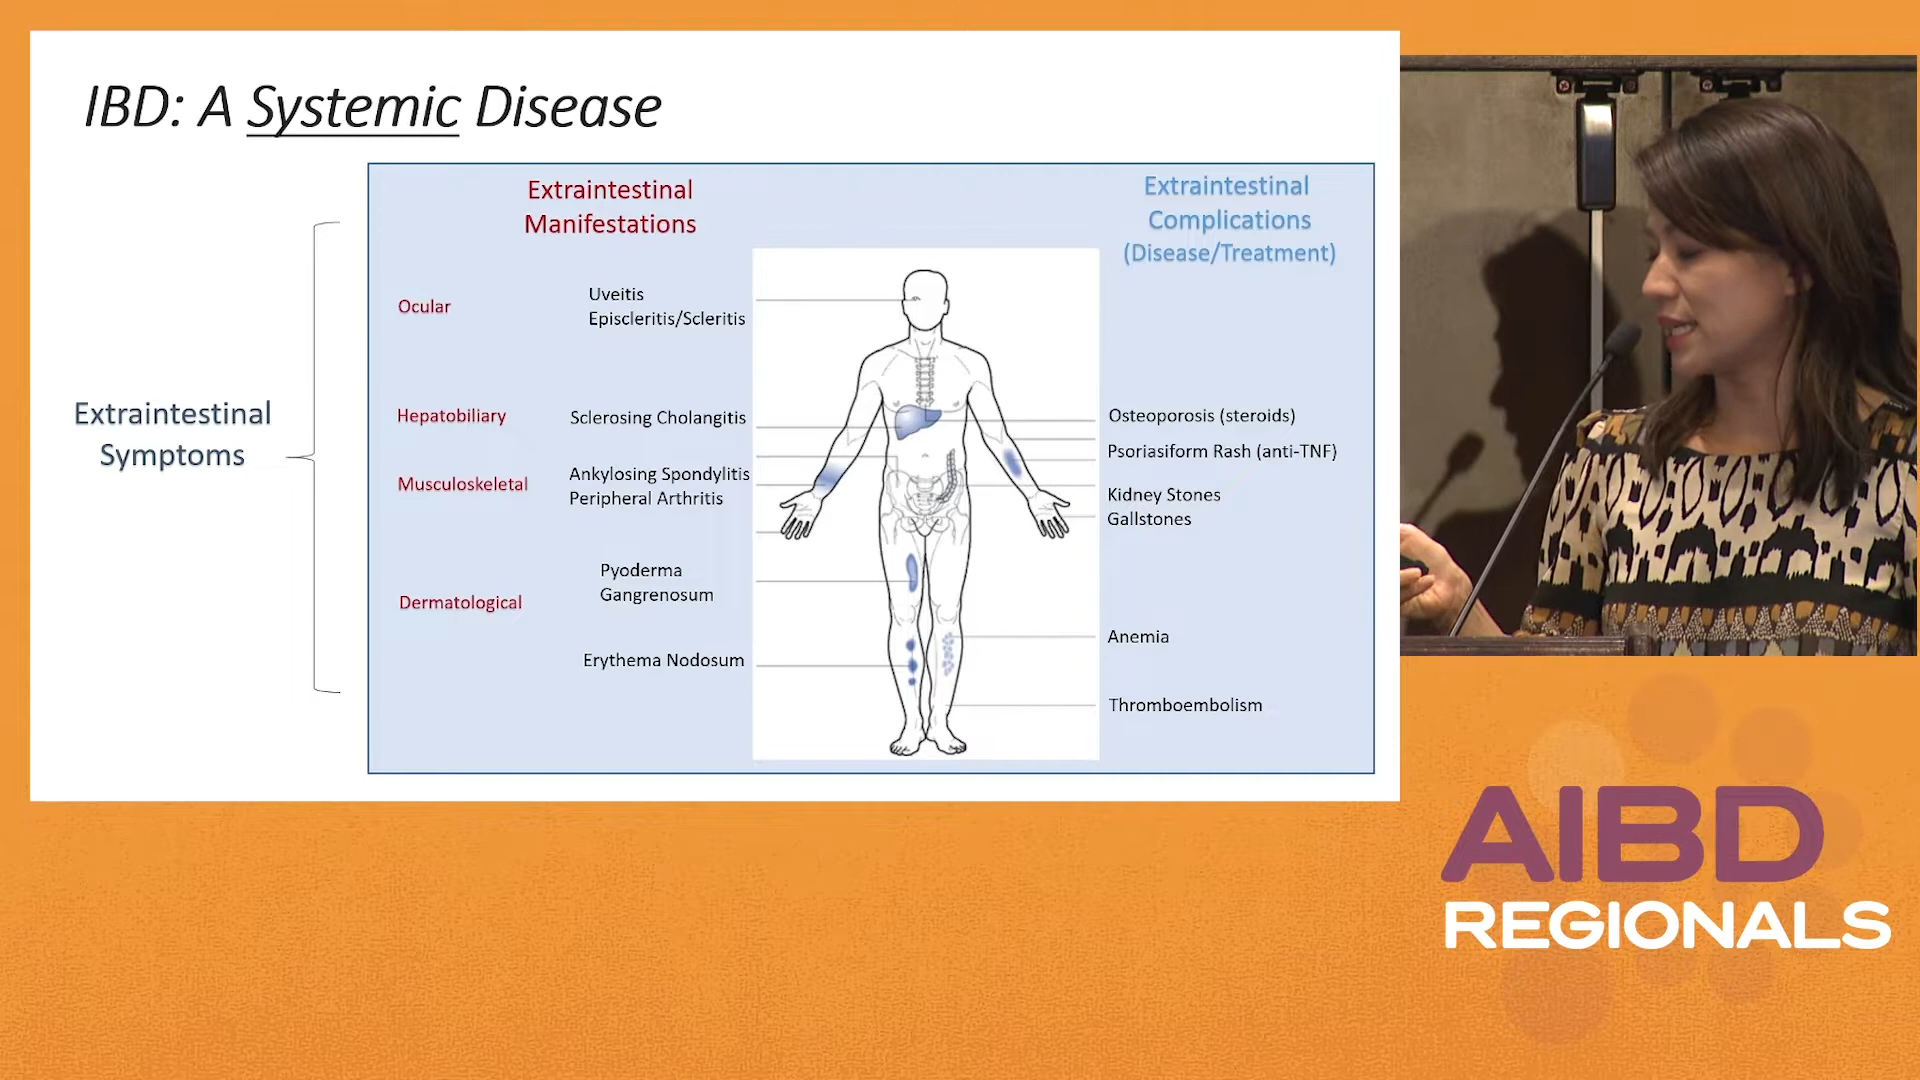 IBD: A Systemic Disease
Extraintestinal
Symptoms
Extraintestinal
Manifestations
Ocular
Uveitis
Episcleritis/Scleritis
Hepatobiliary
Sclerosing Cholangitis
Musculoskeletal
Ankylosing Spondylitis
Peripheral Arthritis
Dermatological
Pyoderma
Gangrenosum
Erythema Nodosum
Extraintestinal
Complications
(Disease/Treatment)
Osteoporosis (steroids)
Psoriasiform Rash (anti-TNF)
Kidney Stones
Gallstones
Anemia
Thromboembolism
AIBD
REGIONALS